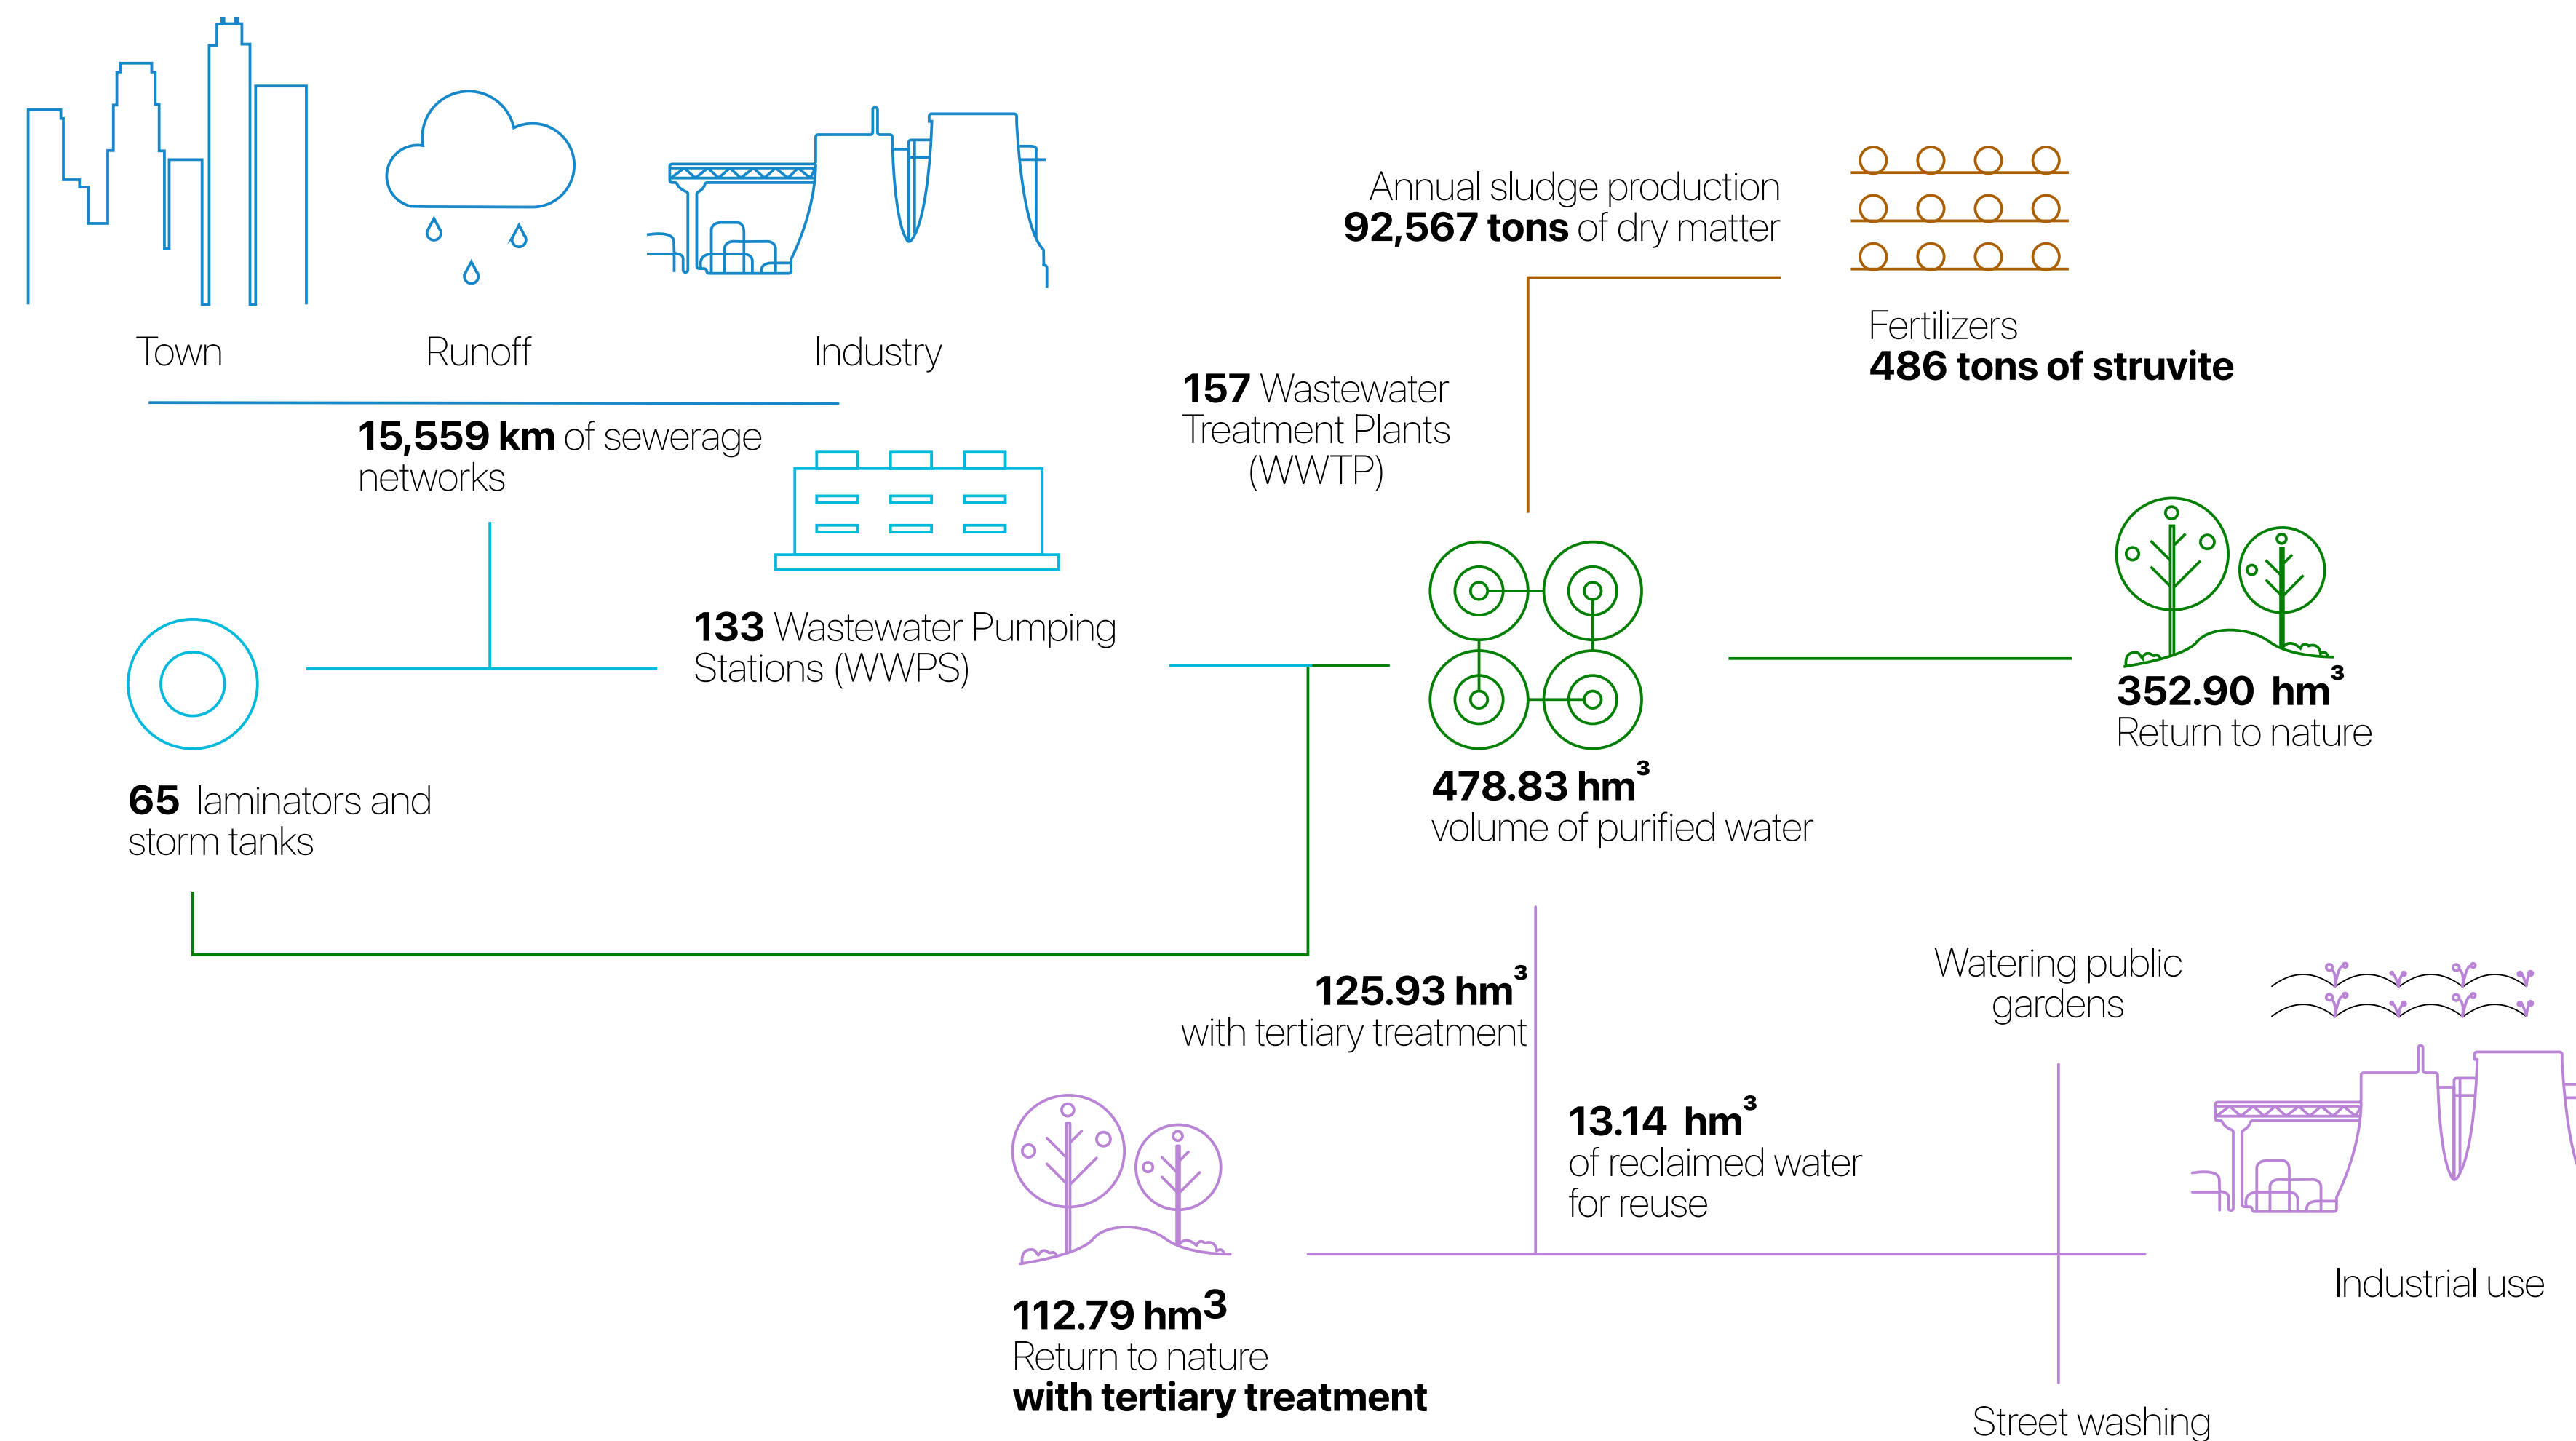 Town
Runoff
Industry
15,559 km of sewerage
networks
133 Wastewater Pumping
Stations (WWPS)
65 laminators and
storm tanks
157 Wastewater
Treatment Plants
(WWTP)
Annual sludge production
92,567 tons of dry matter
Fertilizers
486 tons of struvite
478.83 hm³
volume of purified water
352.90 hm³
Return to nature
125.93 hm³
with tertiary treatment
13.14 hm³
of reclaimed water
for reuse
112.79 hm³
Return to nature
with tertiary treatment
Watering public
gardens
Industrial use
Street washing